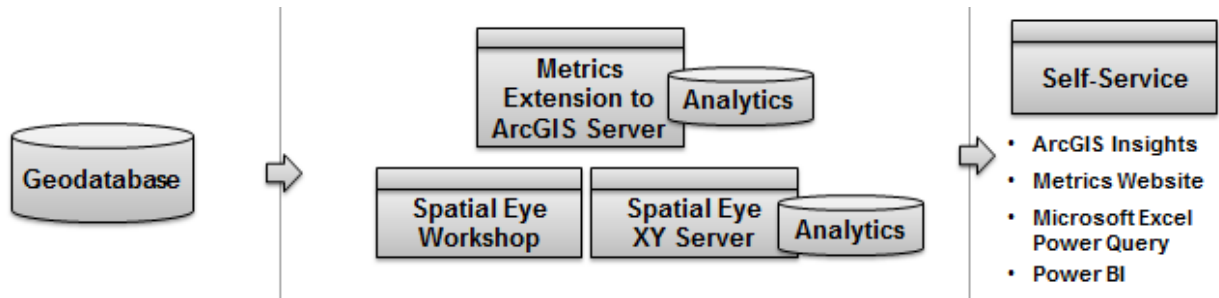 Geodatabase
Metrics
Extension to
ArcGIS Server
Analytics
Spatial Eye
Workshop
Spatial Eye
XY Server
Analytics
Self-Service
• ArcGIS Insights
• Metrics Website
• Microsoft Excel
Power Query
• Power BI